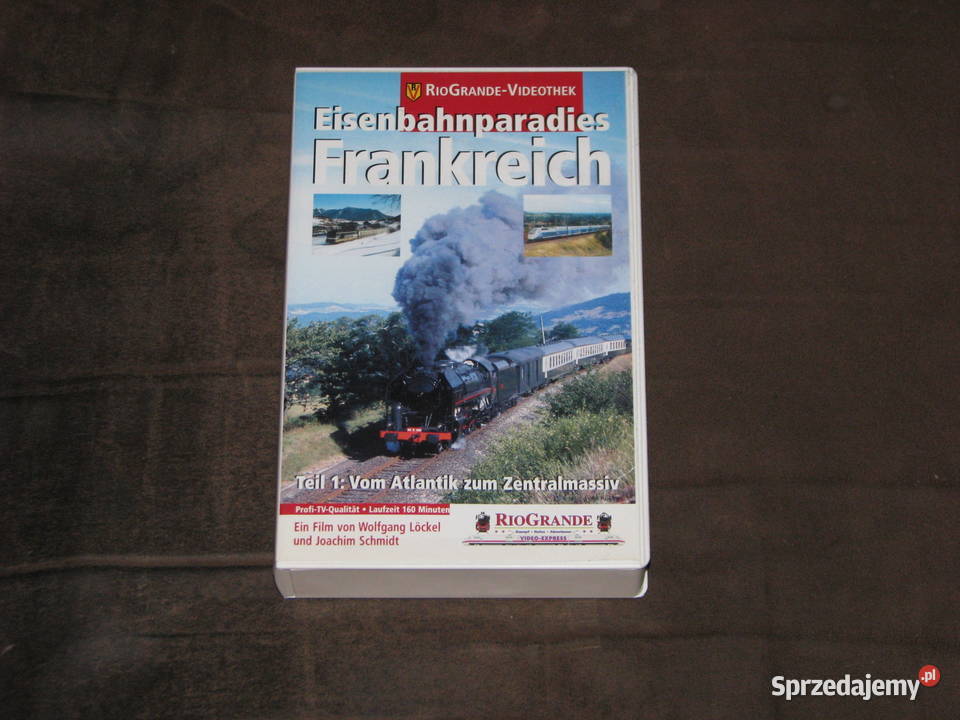 RIOGRANDE-VIDEOTHEK
Eisenbahnparadies
Frankreich
Teil 1: Vom Atlantik zum Zentralmassiv
Profi-TV-Qualität • Laufzeit 160 Minuten
Ein Film von Wolfgang Löckel
und Joachim Schmidt
RIOGRANDE
VIDEO-EXPRESS
Sprzedajemy.pl